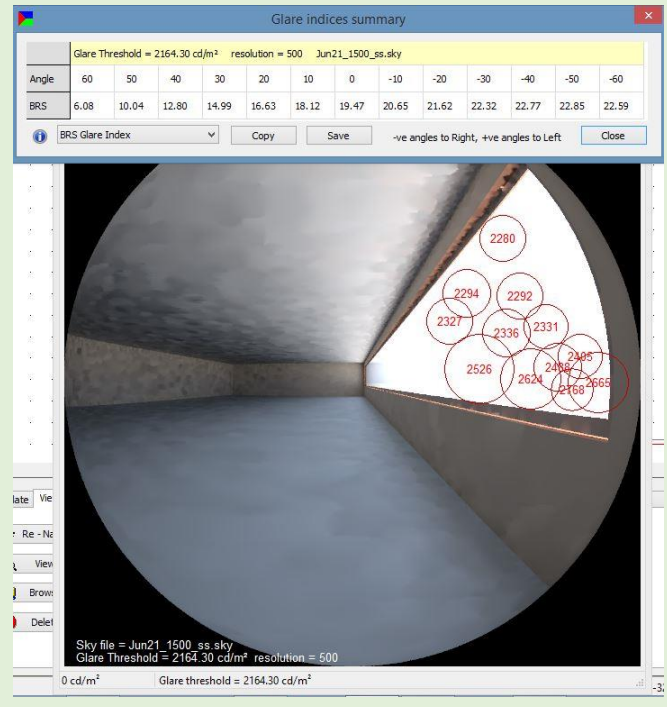 Glare indices summary
Glare Threshold = 2164.30 cd/m² resolution = 500 Jun21_1500_ss.sky
Angle 60 50 40 30 20 10 0 -10 -20 -30 -40 -50 -60
BRS 6.08 10.04 12.80 14.99 16.63 18.12 19.47 20.65 21.62 22.32 22.77 22.85 22.59
BRS Glare Index Copy Save -ve angles to Right, +ve angles to Left Close
2280
2294 2292
2327 2336 2331
2405
2526 2624 2665
2168
late Vie
Re - Na
View
Brows
Delet
Sky file = Jun21_1500_ss.sky
Glare Threshold = 2164.30 cd/m² resolution = 500
0 cd/m² Glare threshold = 2164.30 cd/m²